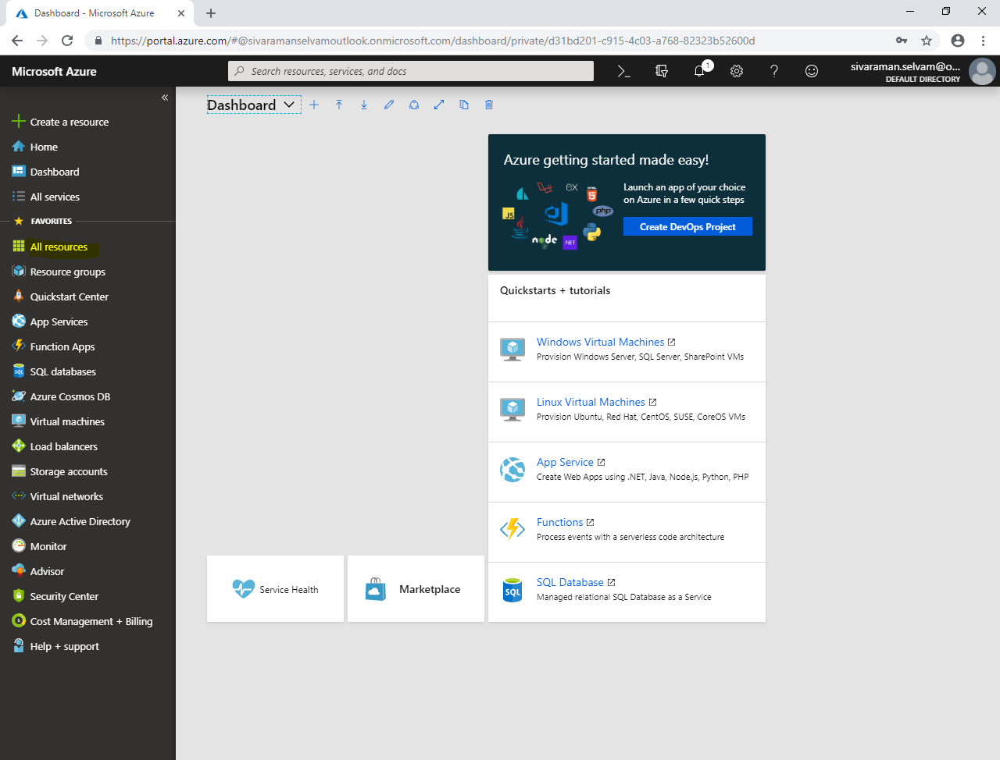 Dashboard - Microsoft Azure
https://portal.azure.com/#@sivaramanselvamoutlook.onmicrosoft.com/dashboard/private/d31bd201-c915-4c03-a768-82323b52600d
Microsoft Azure
Search resources, services, and docs
1
sivaraman.selvam@o...
DEFAULT DIRECTORY
Create a resource
Home
Dashboard
All services
FAVORITES
All resources
Resource groups
Quickstart Center
App Services
Function Apps
SQL databases
Azure Cosmos DB
Virtual machines
Load balancers
Storage accounts
Virtual networks
Azure Active Directory
Monitor
Advisor
Security Center
Cost Management + Billing
Help + support
Dashboard
Azure getting started made easy!
ex
HTML
5
JS
php
node
NET
Launch an app of your choice
on Azure in a few quick steps
Create DevOps Project
Quickstarts + tutorials
Windows Virtual Machines
Provision Windows Server, SQL Server, SharePoint VMs
Linux Virtual Machines
Provision Ubuntu, Red Hat, CentOS, SUSE, CoreOS VMs
App Service
Create Web Apps using .NET, Java, Node.js, Python, PHP
Functions
Process events with a serverless code architecture
SQL
SQL Database
Managed relational SQL Database as a Service
Service Health
Marketplace